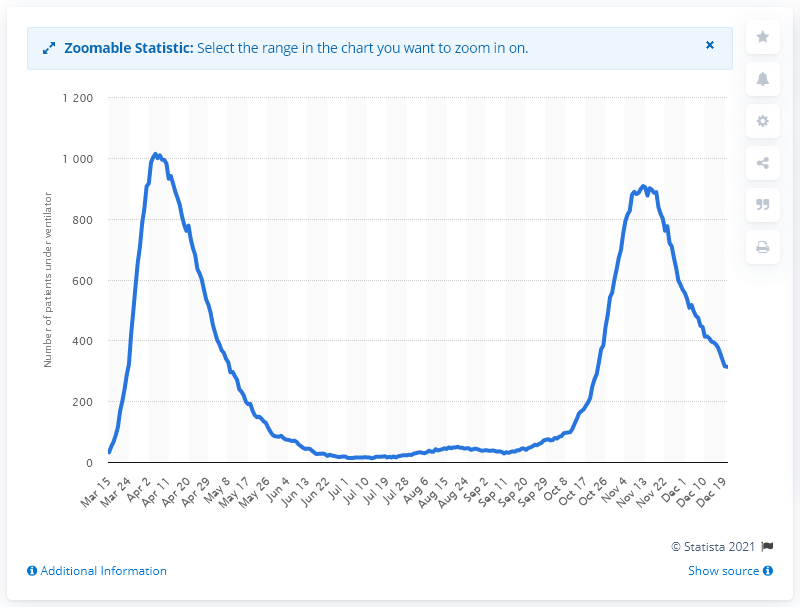 Zoomable Statistic: Select the range in the chart you want to zoom in on.
×
Number of patients under ventilator
1 200
1 000
800
600
400
200
0
Mar 15
Mar 24
Apr 2
Apr 11
Apr 20
Apr 29
May 8
May 17
May 26
Jun 4
Jun 13
Jun 22
Jul 1
Jul 10
Jul 19
Jul 28
Aug 6
Aug 15
Aug 24
Sep 2
Sep 11
Sep 20
Sep 29
Oct 8
Oct 17
Oct 26
Nov 4
Nov 13
Nov 22
Dec 1
Dec 10
Dec 19
© Statista 2021
Additional Information
Show source